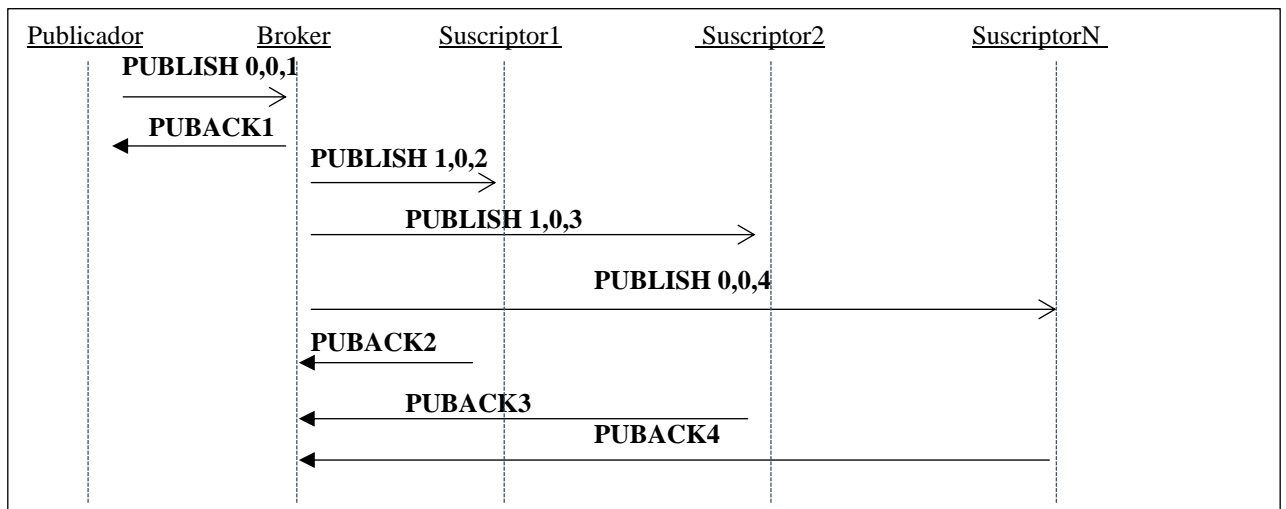 Publicador Broker Suscriptor1 Suscriptor2 SuscriptorN
PUBLISH 0,0,1
PUBACK1
PUBLISH 1,0,2
PUBLISH 1,0,3
PUBLISH 0,0,4
PUBACK2
PUBACK3
PUBACK4